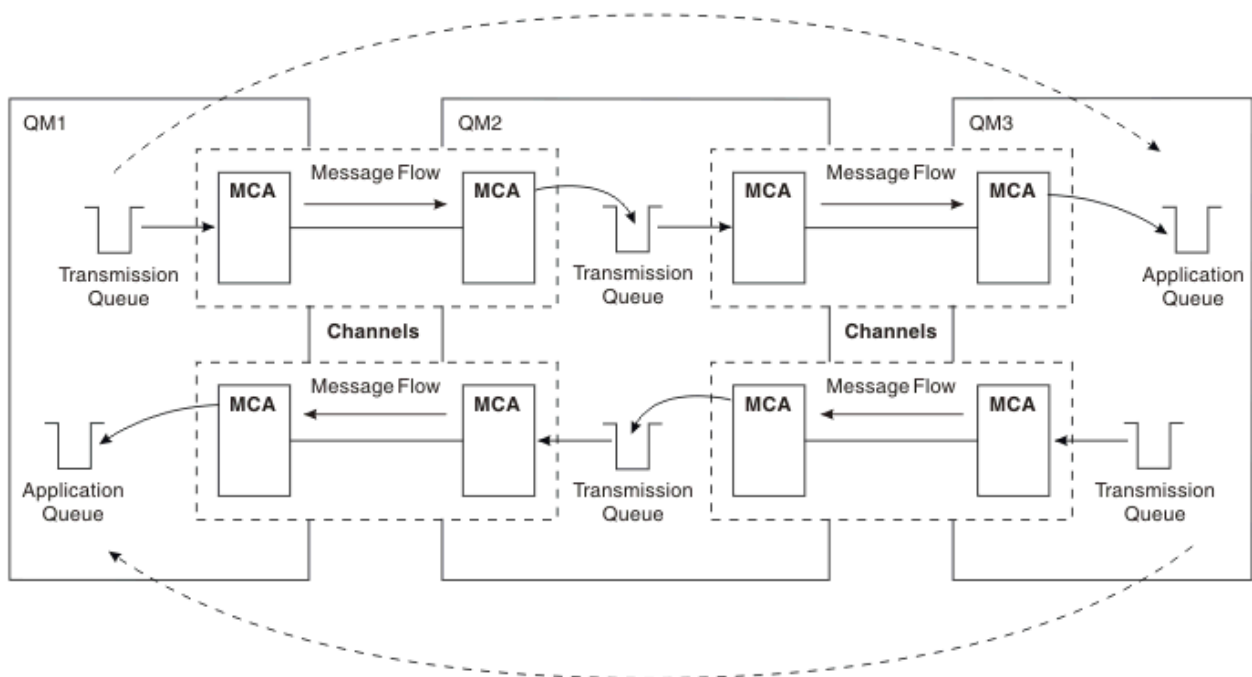 QM1
QM2
QM3
MCA
Message Flow
MCA
MCA
Message Flow
MCA
Transmission
Queue
Transmission
Queue
Application
Queue
Channels
Channels
MCA
Message Flow
MCA
MCA
Message Flow
MCA
Application
Queue
Transmission
Queue
Transmission
Queue